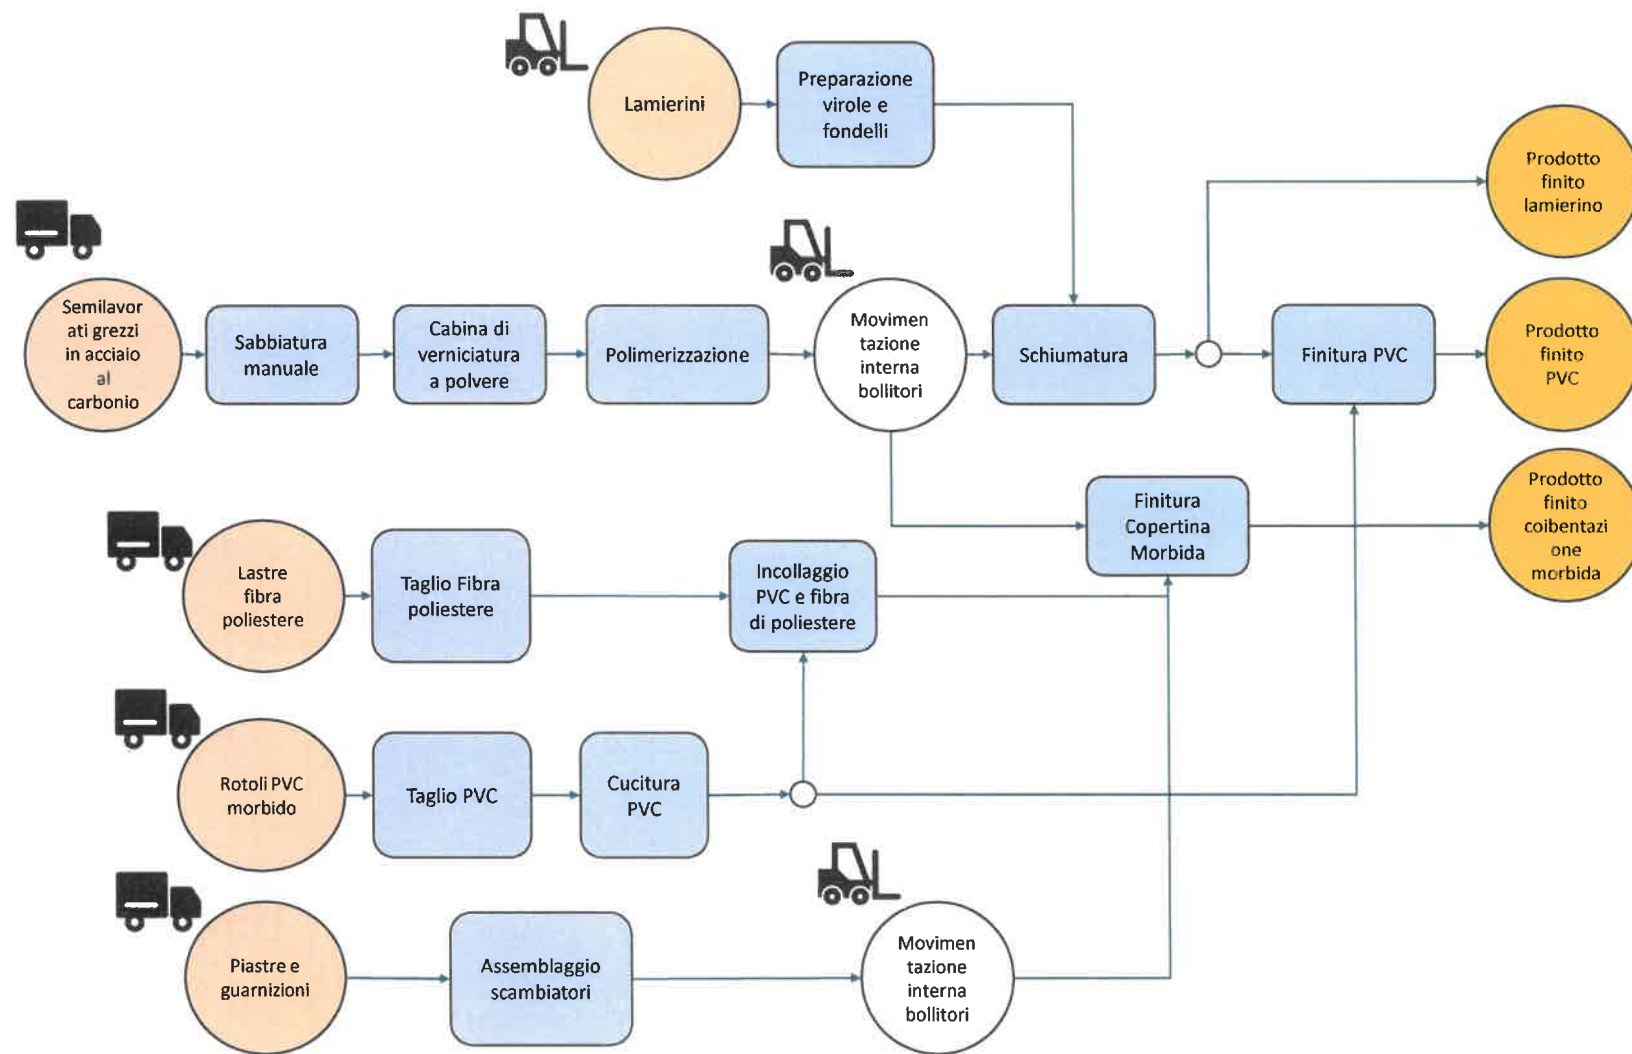 Lamierini
Preparazione
virole e
fondelli
Prodotto
finito
lamierino
Semilavor
ati grezzi
in acciaio
al
carbonio
Sabbiatura
manuale
Cabina di
verniciatura
a polvere
Polimerizzazione
Movimen
tazione
interna
bollitori
Schiumatura
Finitura PVC
Prodotto
finito
PVC
Finitura
Copertina
Morbida
Prodotto
finito
coibentazi
one
morbida
Lastre
fibra
poliestere
Taglio Fibra
poliestere
Incollaggio
PVC e fibra
di poliestere
Rotoli PVC
morbido
Taglio PVC
Cucitura
PVC
Piastre e
guarnizioni
Assemblaggio
scambiatori
Movimen
tazione
interna
bollitori